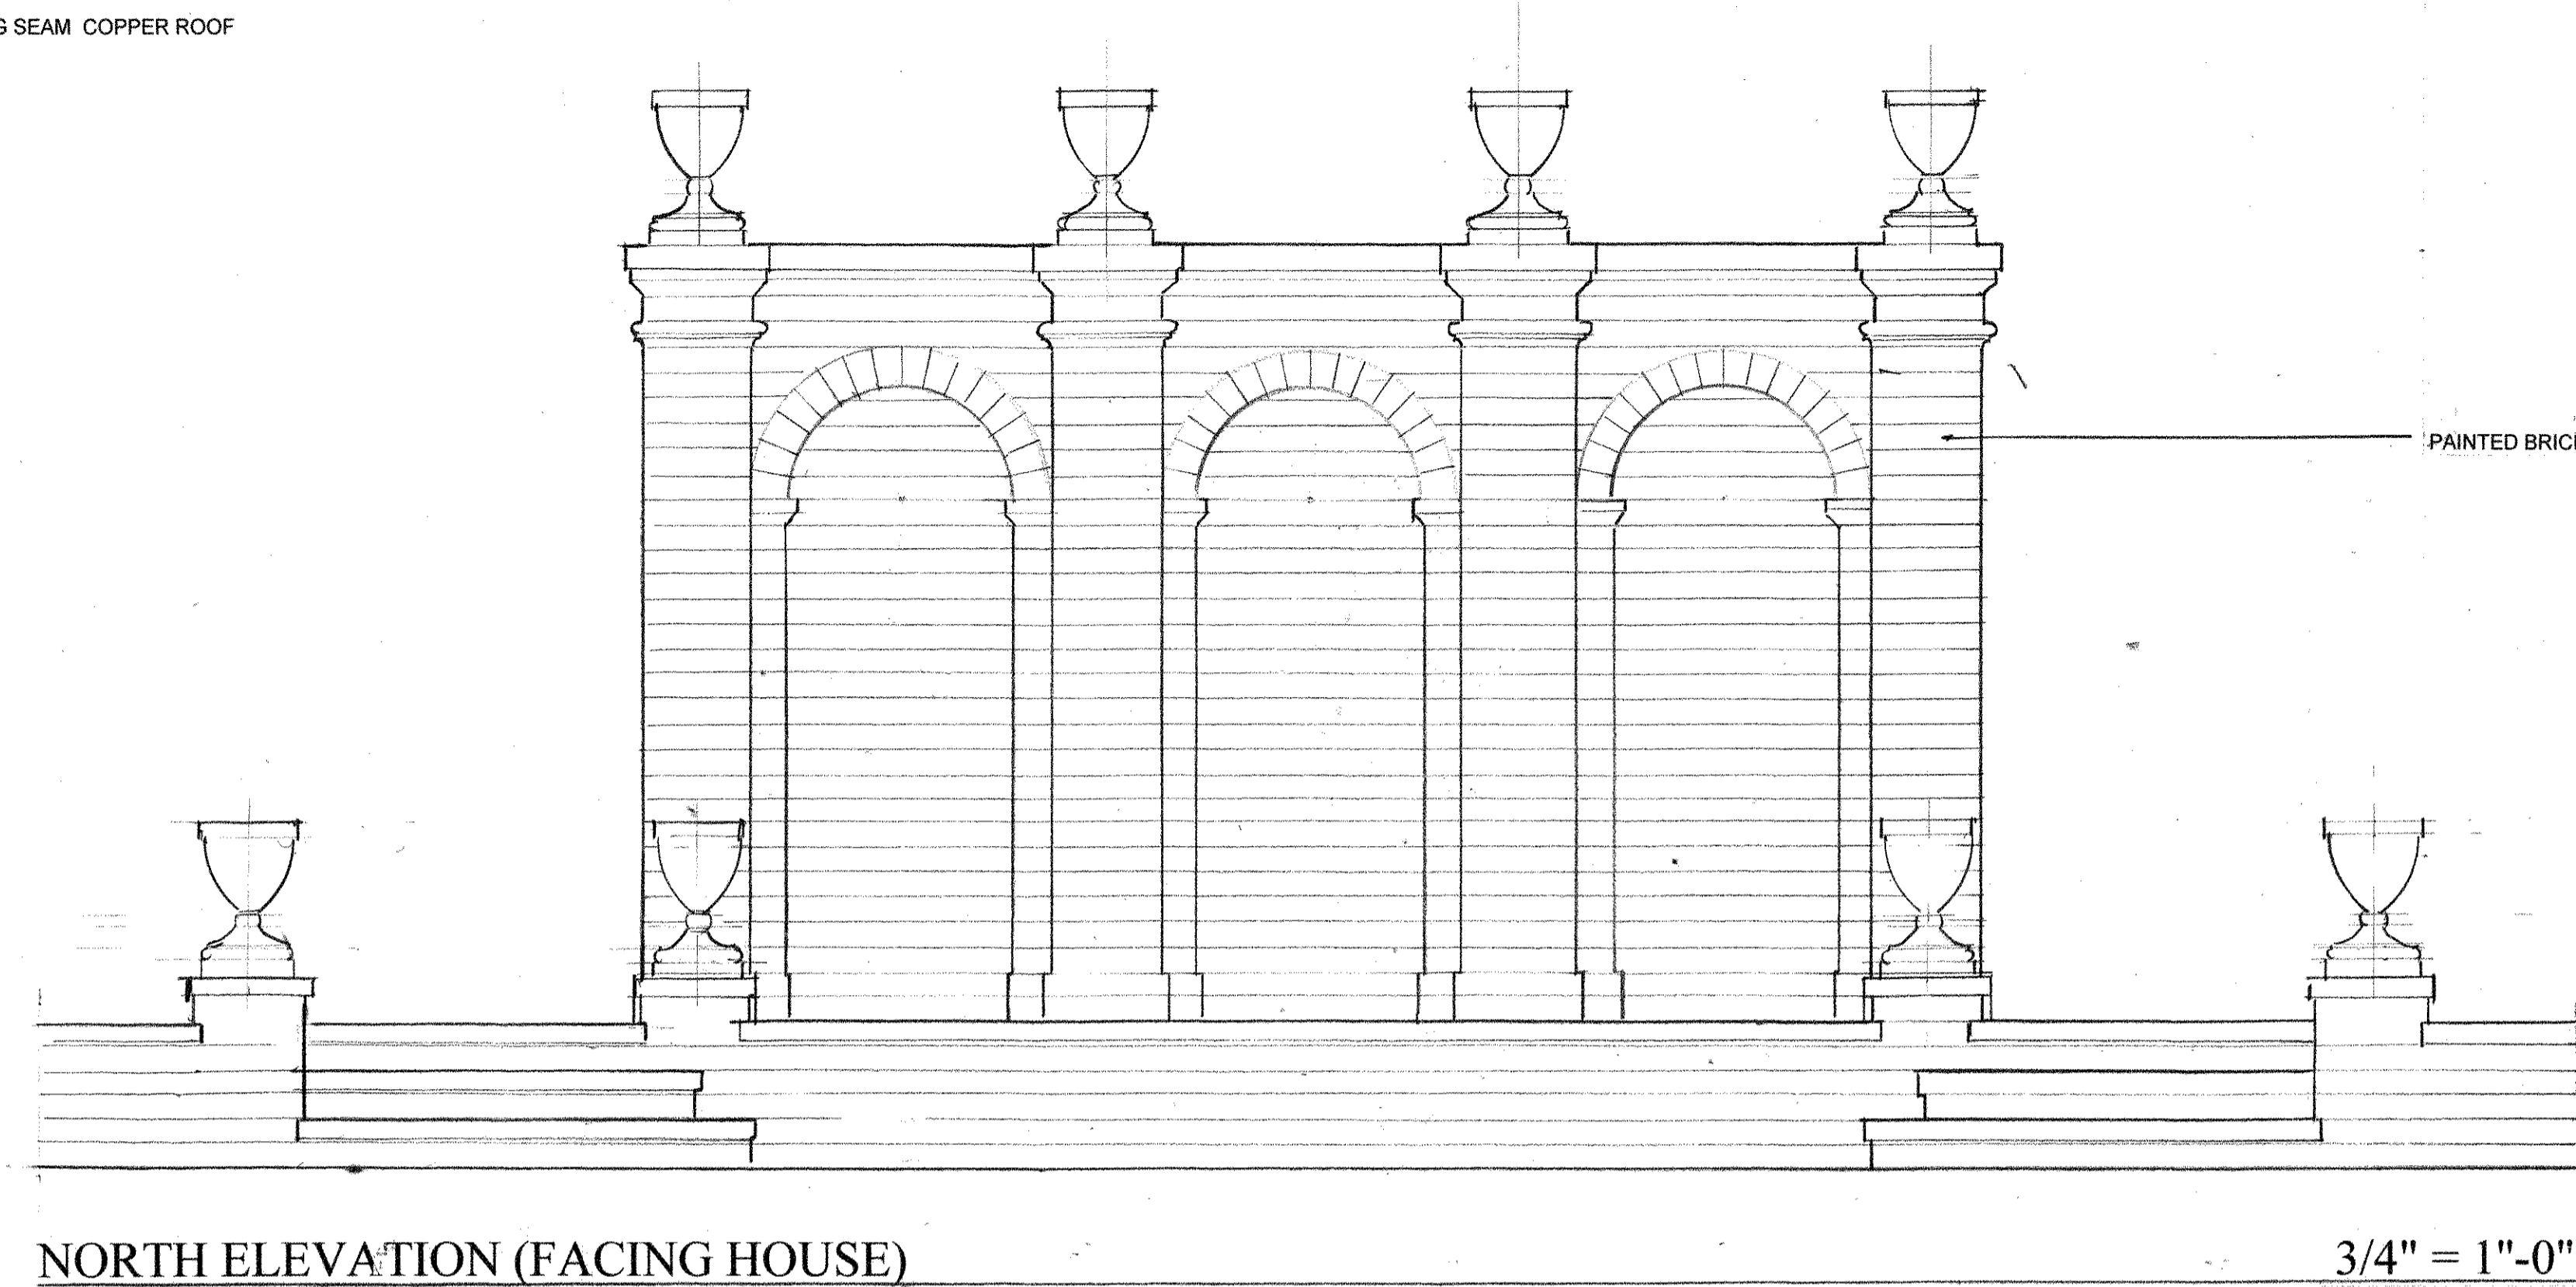 G SEAM COPPER ROOF
PAINTED BRIC
NORTH ELEVATION (FACING HOUSE)
3/4" = 1"-0"